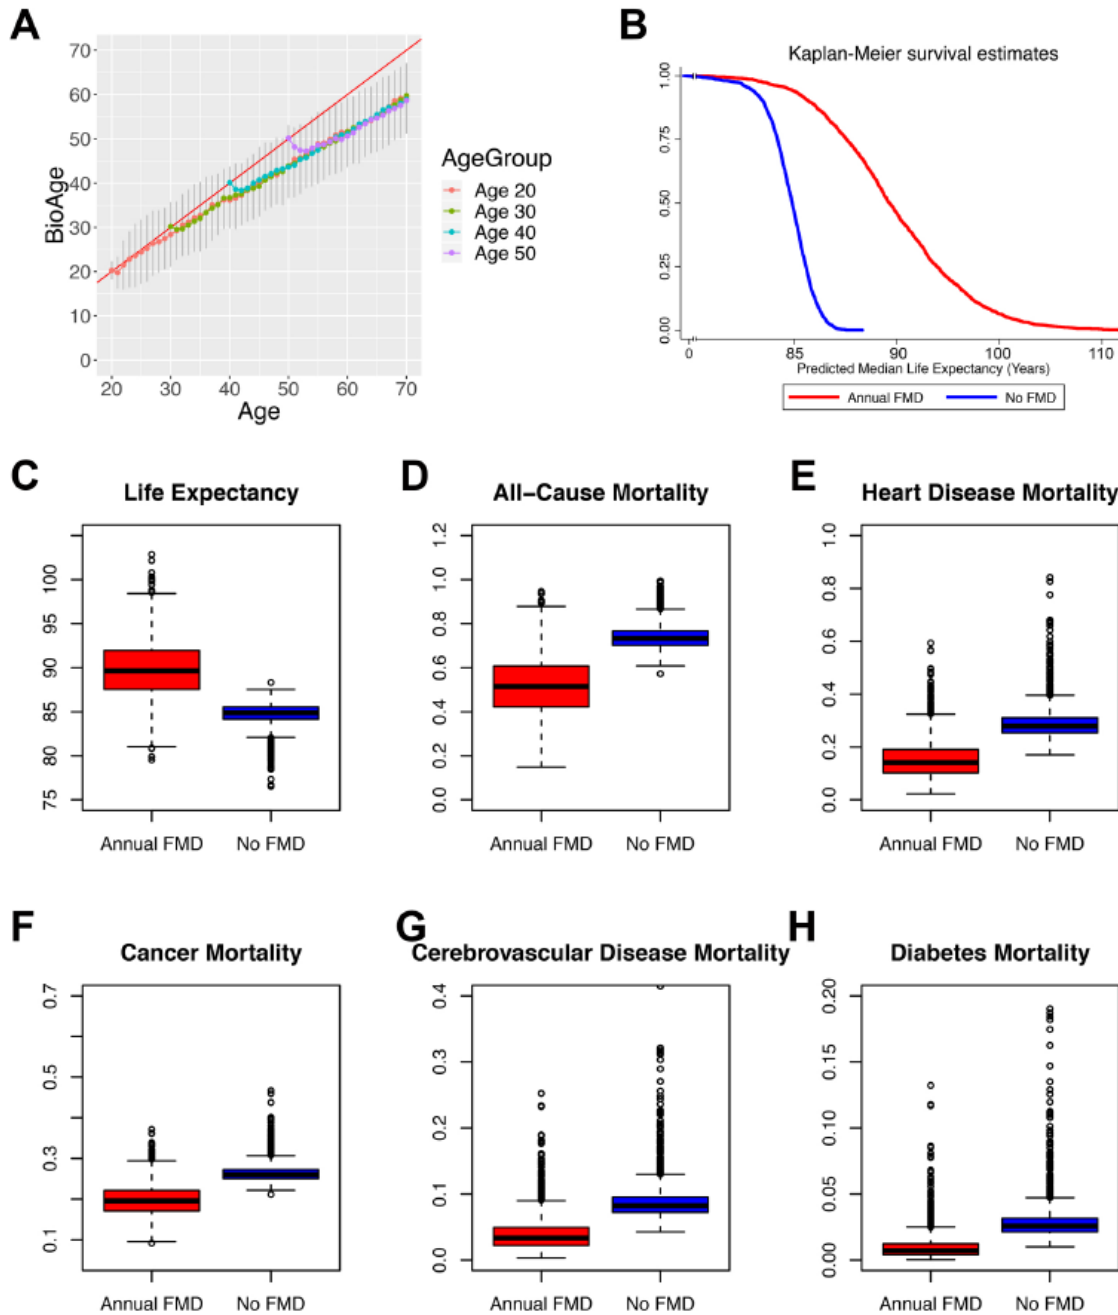 A
70
60
50
40
30
20
10
0
BioAge
20
30
40
50
60
70
Age
AgeGroup
Age 20
Age 30
Age 40
Age 50
B
Kaplan-Meier survival estimates
1.00
0.75
0.50
0.25
0.00
0
85
90
100
110
Predicted Median Life Expectancy (Years)
Annual FMD
No FMD
C
Life Expectancy
100
95
90
85
80
75
Annual FMD
No FMD
D
All-Cause Mortality
1.2
1.0
0.8
0.6
0.4
0.2
0.0
Annual FMD
No FMD
E
Heart Disease Mortality
1.0
0.8
0.6
0.4
0.2
0.0
Annual FMD
No FMD
F
Cancer Mortality
0.7
0.5
0.3
0.1
Annual FMD
No FMD
G
Cerebrovascular Disease Mortality
0.4
0.3
0.2
0.1
0.0
Annual FMD
No FMD
H
Diabetes Mortality
0.20
0.15
0.10
0.05
0.00
Annual FMD
No FMD